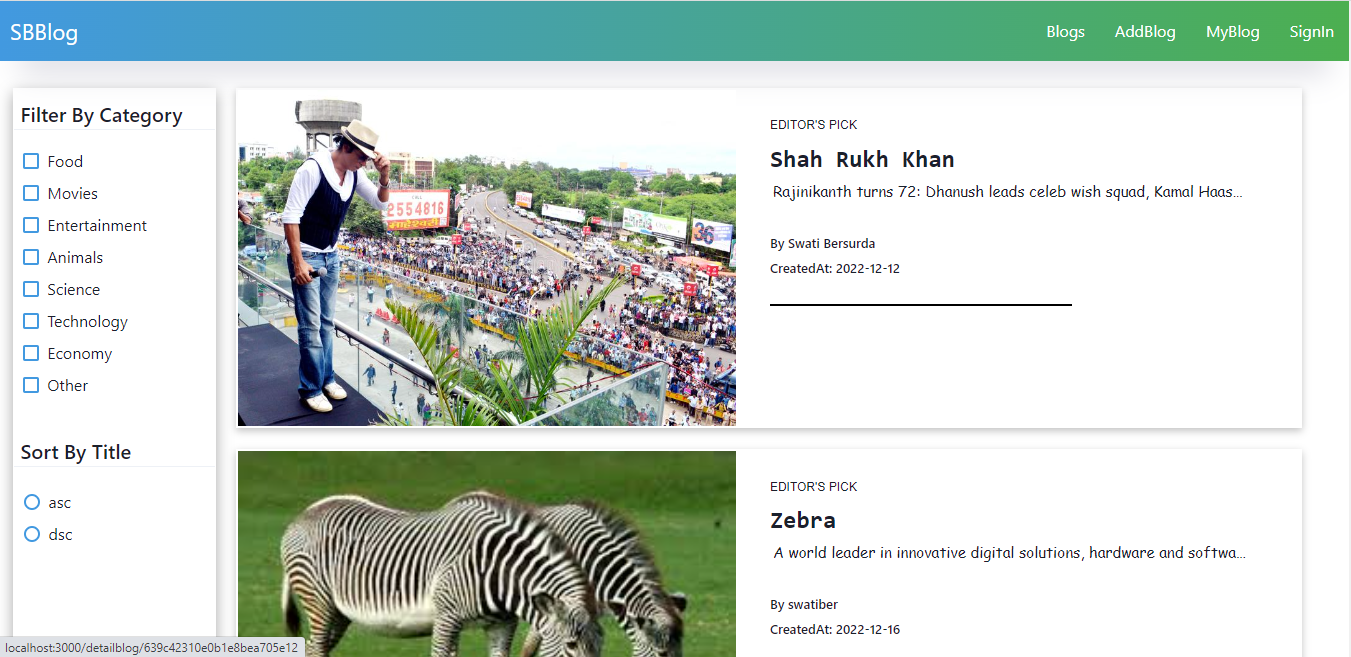 SBBlog
Blogs AddBlog MyBlog SignIn
Filter By Category
Food
Movies
Entertainment
Animals
Science
Technology
Economy
Other
Sort By Title
asc
dsc
2554816
36
EDITOR'S PICK
Shah Rukh Khan
Rajinikanth turns 72: Dhanush leads celeb wish squad, Kamal Haas...
By Swati Bersurda
CreatedAt: 2022-12-12
EDITOR'S PICK
Zebra
A world leader in innovative digital solutions, hardware and softwa...
By swatiber
CreatedAt: 2022-12-16
localhost:3000/detailblog/639c42310e0b1e8bea705e12